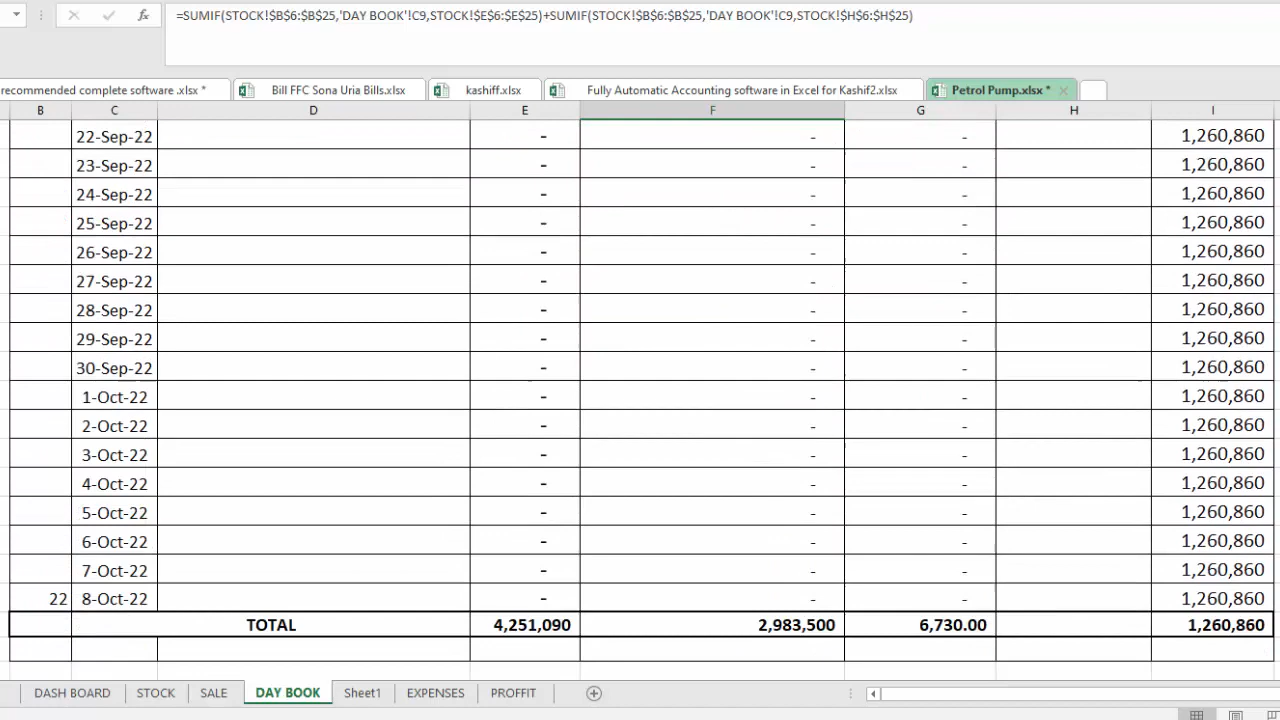 =SUMIF(STOCK!$B$6:$B$25,'DAY BOOK'!C9,STOCK!$E$6:$E$25)+SUMIF(STOCK!$B$6:$B$25,'DAY BOOK'!C9,STOCK!$H$6:$H$25)
recommended complete software .xlsx * Bill FFC Sona Uria Bills.xlsx kashiff.xlsx Fully Automatic Accounting software in Excel for Kashif2.xlsx Petrol Pump.xlsx *
B C D E F G H I
22-Sep-22 - - - 1,260,860
23-Sep-22 - - - 1,260,860
24-Sep-22 - - - 1,260,860
25-Sep-22 - - - 1,260,860
26-Sep-22 - - - 1,260,860
27-Sep-22 - - - 1,260,860
28-Sep-22 - - - 1,260,860
29-Sep-22 - - - 1,260,860
30-Sep-22 - - - 1,260,860
1-Oct-22 - - - 1,260,860
2-Oct-22 - - - 1,260,860
3-Oct-22 - - - 1,260,860
4-Oct-22 - - - 1,260,860
5-Oct-22 - - - 1,260,860
6-Oct-22 - - - 1,260,860
7-Oct-22 - - - 1,260,860
22 8-Oct-22 - - - 1,260,860
TOTAL 4,251,090 2,983,500 6,730.00 1,260,860
DASH BOARD STOCK SALE DAY BOOK Sheet1 EXPENSES PROFFIT